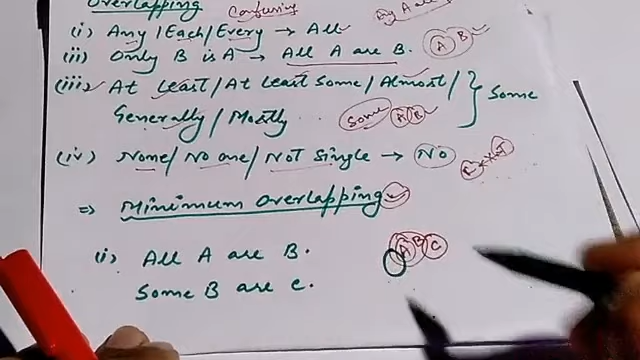 Overlapping Confusing
(i) Any/Each/Every → All
(ii) Only B is A → All A are B. A B
(iii) At Least/At Least Some/Almost/ } Some
Generally/Mostly .. Some A B
(iv) None/No one/Not Single → No
⇒ Minimum Overlapping
(i) All A are B. A B C
Some B are C.